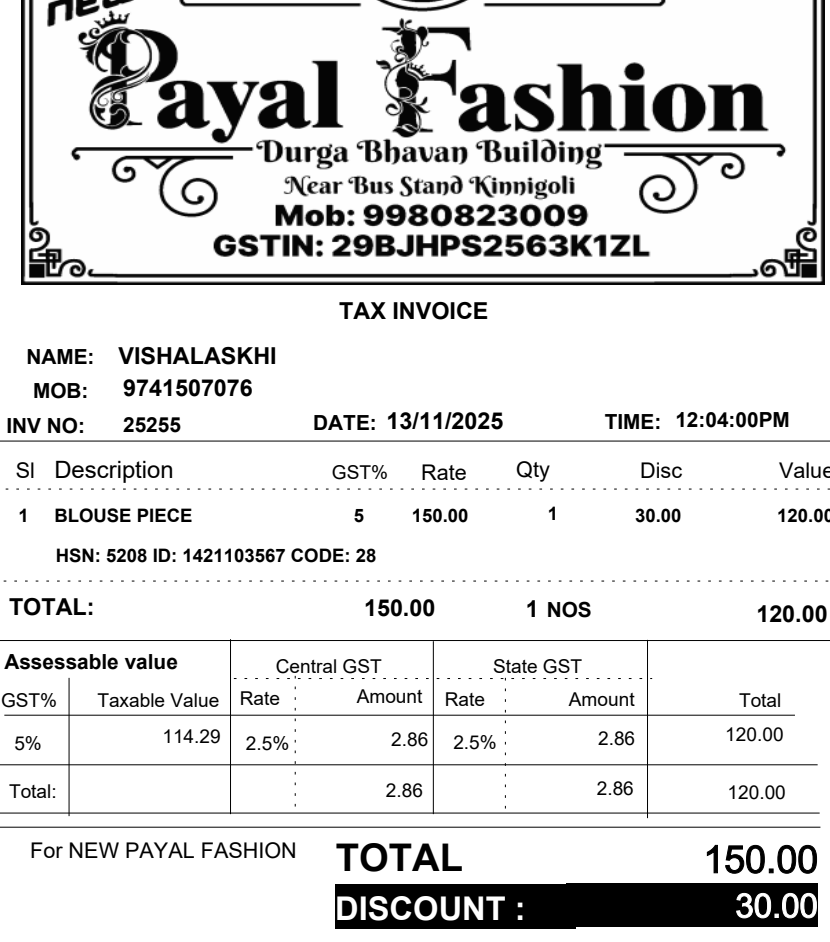 new
Payal Fashion
Durga Bhavan Building
Near Bus Stand Kinnigoli
Mob: 9980823009
GSTIN: 29BJHPS2563K1ZL
TAX INVOICE
NAME: VISHALASKHI
MOB: 9741507076
INV NO: 25255 DATE: 13/11/2025 TIME: 12:04:00PM
Sl Description GST% Rate Qty Disc Value
1 BLOUSE PIECE 5 150.00 1 30.00 120.00
HSN: 5208 ID: 1421103567 CODE: 28
TOTAL: 150.00 1 NOS 120.00
Assessable value Central GST State GST
GST% Taxable Value Rate Amount Rate Amount Total
5% 114.29 2.5% 2.86 2.5% 2.86 120.00
Total: 2.86 2.86 120.00
For NEW PAYAL FASHION TOTAL 150.00
DISCOUNT : 30.00